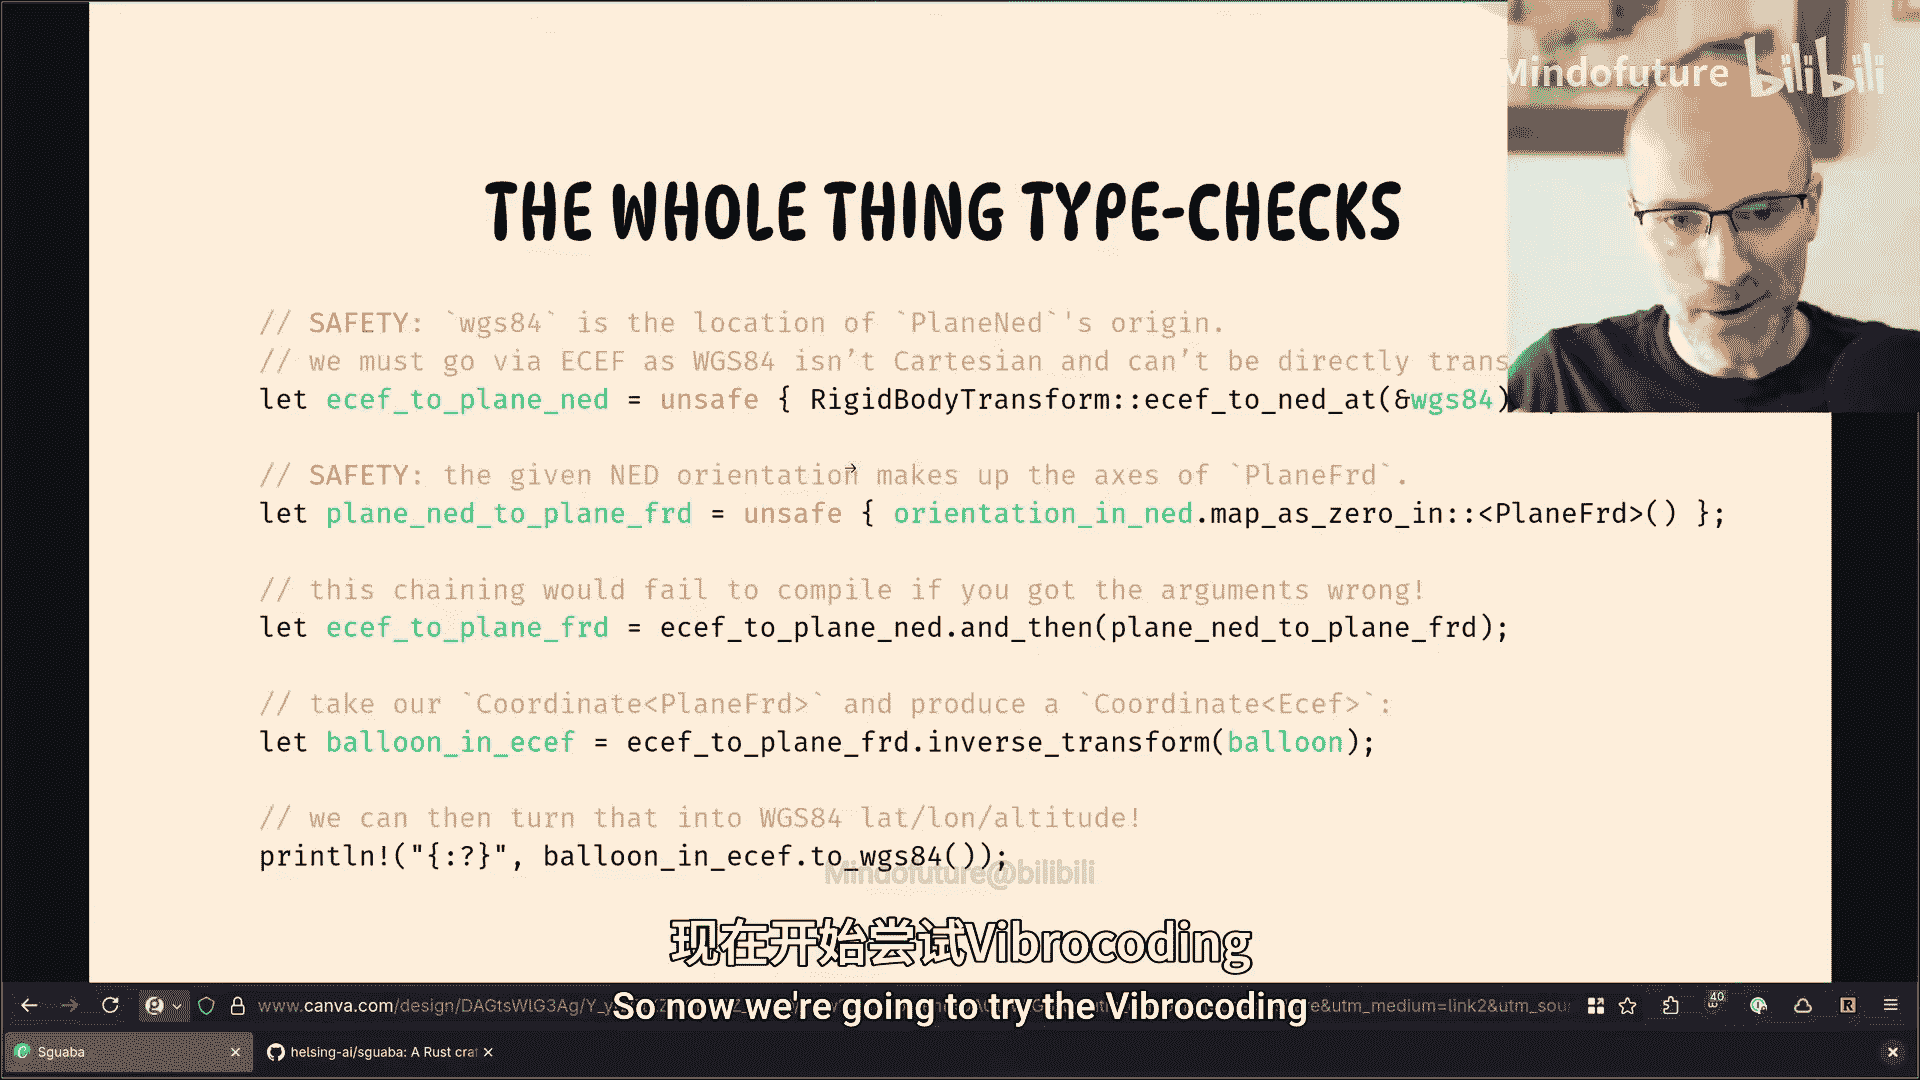 Mindofuture bilibili
THE WHOLE THING TYPE-CHECKS
// SAFETY: `wgs84` is the location of `PlaneNed`'s origin.
// we must go via ECEF as WGS84 isn’t Cartesian and can’t be directly trans
let ecef_to_plane_ned = unsafe { RigidBodyTransform::ecef_to_ned_at(&wgs84)
// SAFETY: the given NED orientation makes up the axes of `PlaneFrd`.
let plane_ned_to_plane_frd = unsafe { orientation_in_ned.map_as_zero_in::<PlaneFrd>() };
// this chaining would fail to compile if you got the arguments wrong!
let ecef_to_plane_frd = ecef_to_plane_ned.and_then(plane_ned_to_plane_frd);
// take our `Coordinate<PlaneFrd>` and produce a `Coordinate<Ecef>`:
let balloon_in_ecef = ecef_to_plane_frd.inverse_transform(balloon);
// we can then turn that into WGS84 lat/lon/altitude!
println!("{:?}", balloon_in_ecef.to_wgs84());
Mindofuture@bilibili
现在开始尝试Vibrocoding
So now we're going to try the Vibrocoding
www.canva.com/design/DAGtsWlG3Ag/Y_y
e&utm_medium=link2&utm_sou
40
Sguaba
helsing-ai/sguaba: A Rust cra